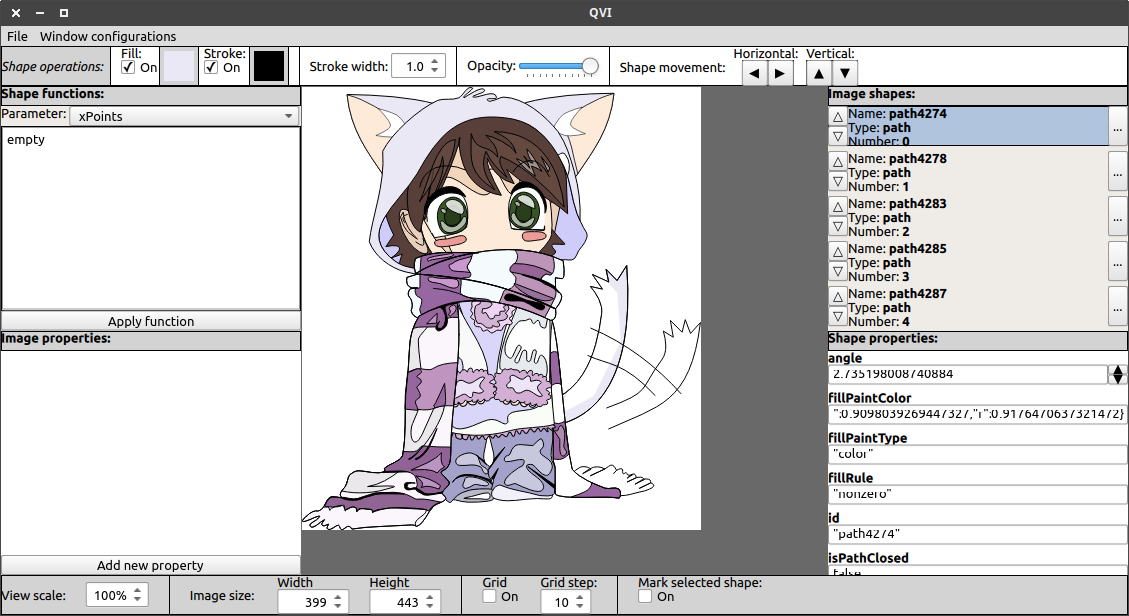 QVI
File Window configurations
Shape operations:
Fill:
On
Stroke:
On
Stroke width: 1.0
Opacity:
Shape movement:
Horizontal: Vertical:
Shape functions:
Parameter: xPoints
empty
Apply function
Image properties:
Add new property
Image shapes:
Name: path4274
Type: path
Number: 0
...
Name: path4278
Type: path
Number: 1
...
Name: path4283
Type: path
Number: 2
...
Name: path4285
Type: path
Number: 3
...
Name: path4287
Type: path
Number: 4
...
Shape properties:
angle
2.735198008740884
fillPaintColor
":0.9098039269447327,"r":0.9176470637321472}
fillPaintType
"color"
fillRule
"nonzero"
id
"path4274"
isPathClosed
false
View scale: 100%
Image size:
Width
399
Height
443
Grid
On
Grid step:
10
Mark selected shape:
On